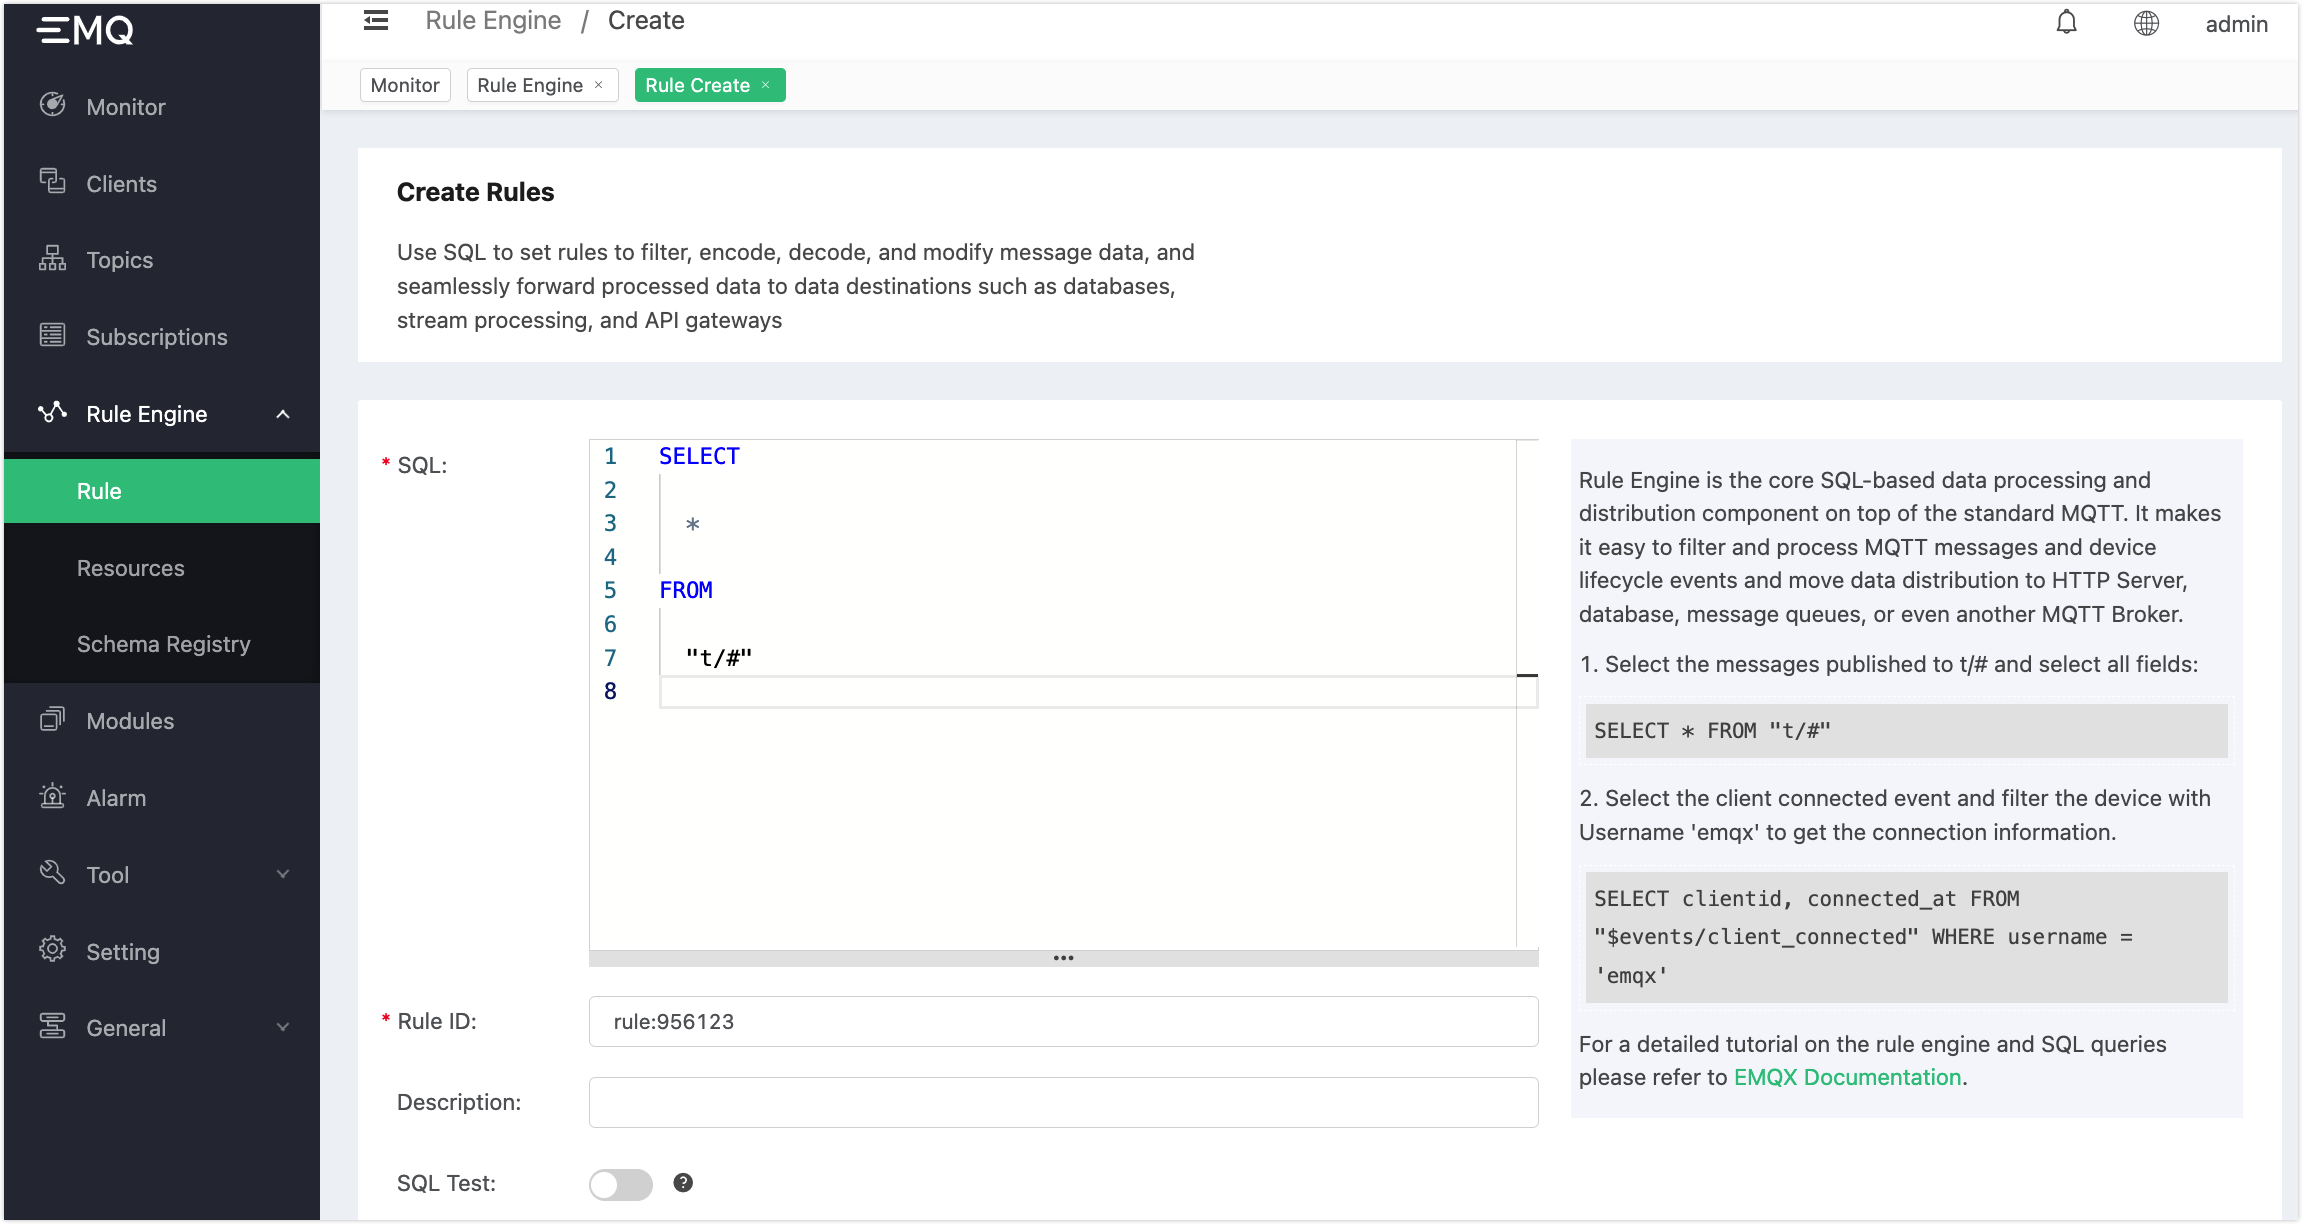 EMQ
Rule Engine / Create
admin
Monitor
Rule Engine ×
Rule Create ×
Monitor
Clients
Topics
Subscriptions
Rule Engine
Rule
Resources
Schema Registry
Modules
Alarm
Tool
Setting
General
Create Rules
Use SQL to set rules to filter, encode, decode, and modify message data, and
seamlessly forward processed data to data destinations such as databases,
stream processing, and API gateways
* SQL:
1 SELECT
2
3 *
4
5 FROM
6
7 "t/#"
8
* Rule ID:
rule:956123
Description:
SQL Test:
?
Rule Engine is the core SQL-based data processing and
distribution component on top of the standard MQTT. It makes
it easy to filter and process MQTT messages and device
lifecycle events and move data distribution to HTTP Server,
database, message queues, or even another MQTT Broker.
1. Select the messages published to t/# and select all fields:
SELECT * FROM "t/#"
2. Select the client connected event and filter the device with
Username 'emqx' to get the connection information.
SELECT clientid, connected_at FROM
"$events/client_connected" WHERE username =
'emqx'
For a detailed tutorial on the rule engine and SQL queries
please refer to EMQX Documentation.